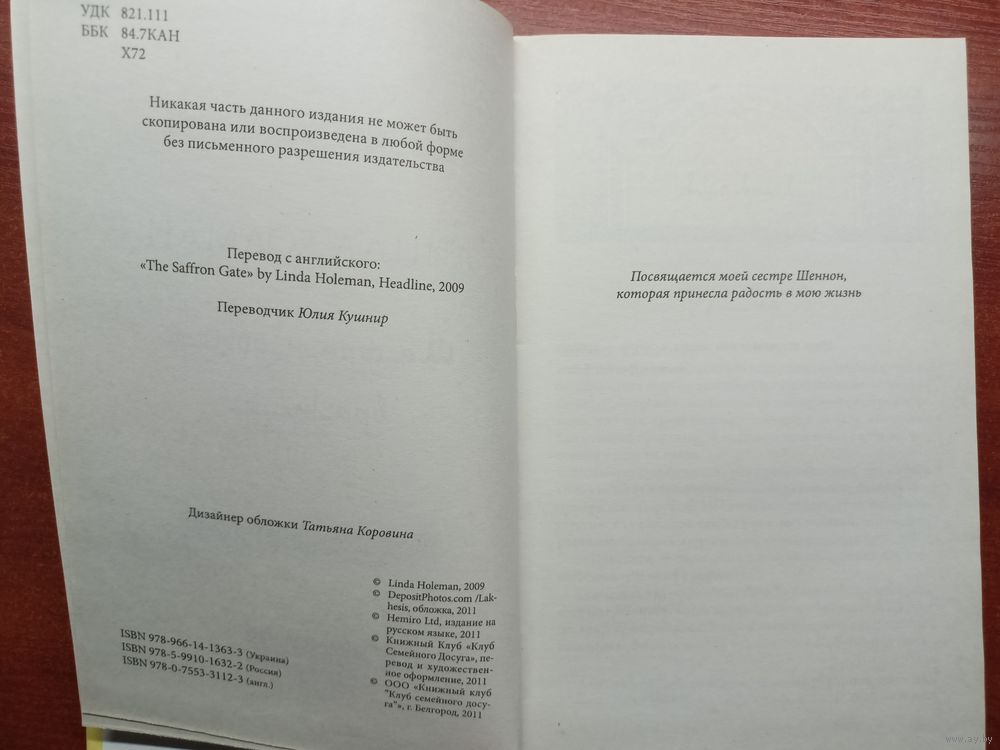 УДК 821.111
ББК 84.7КАН
Х72
Никакая часть данного издания не может быть
скопирована или воспроизведена в любой форме
без письменного разрешения издательства
Перевод с английского:
«The Saffron Gate» by Linda Holeman, Headline, 2009
Переводчик Юлия Кушнир
Дизайнер обложки Татьяна Коровина
© Linda Holeman, 2009
© DepositPhotos.com /Lak-
hesis, обложка, 2011
© Hemiro Ltd, издание на
русском языке, 2011
© Книжный Клуб «Клуб
Семейного Досуга», пе-
ревод и художествен-
ное оформление, 2011
© ООО «Книжный клуб
"Клуб семейного досу-
га"», г. Белгород, 2011
ISBN 978-966-14-1363-3 (Украина)
ISBN 978-5-9910-1632-2 (Россия)
ISBN 978-0-7553-3112-3 (англ.)
Посвящается моей сестре Шеннон,
которая принесла радость в мою жизнь
www.ay.by